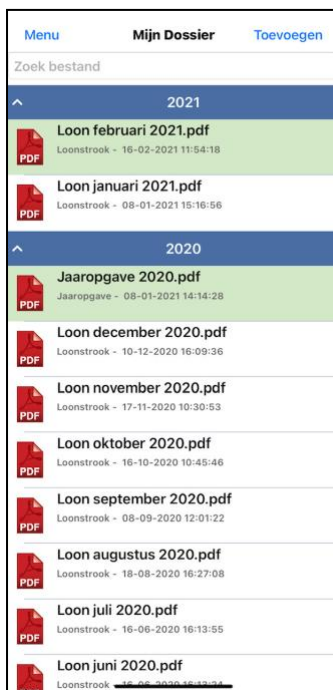 Menu Mijn Dossier Toevoegen
Zoek bestand
2021
PDF
Loon februari 2021.pdf
Loonstrook - 16-02-2021 11:54:18
PDF
Loon januari 2021.pdf
Loonstrook - 08-01-2021 15:16:56
2020
PDF
Jaaropgave 2020.pdf
Jaaropgave - 08-01-2021 14:14:28
PDF
Loon december 2020.pdf
Loonstrook - 10-12-2020 16:09:36
PDF
Loon november 2020.pdf
Loonstrook - 17-11-2020 10:30:53
PDF
Loon oktober 2020.pdf
Loonstrook - 16-10-2020 10:45:46
PDF
Loon september 2020.pdf
Loonstrook - 08-09-2020 12:01:22
PDF
Loon augustus 2020.pdf
Loonstrook - 18-08-2020 16:27:08
PDF
Loon juli 2020.pdf
Loonstrook - 16-06-2020 16:13:55
Loon juni 2020.pdf
Loonstrook